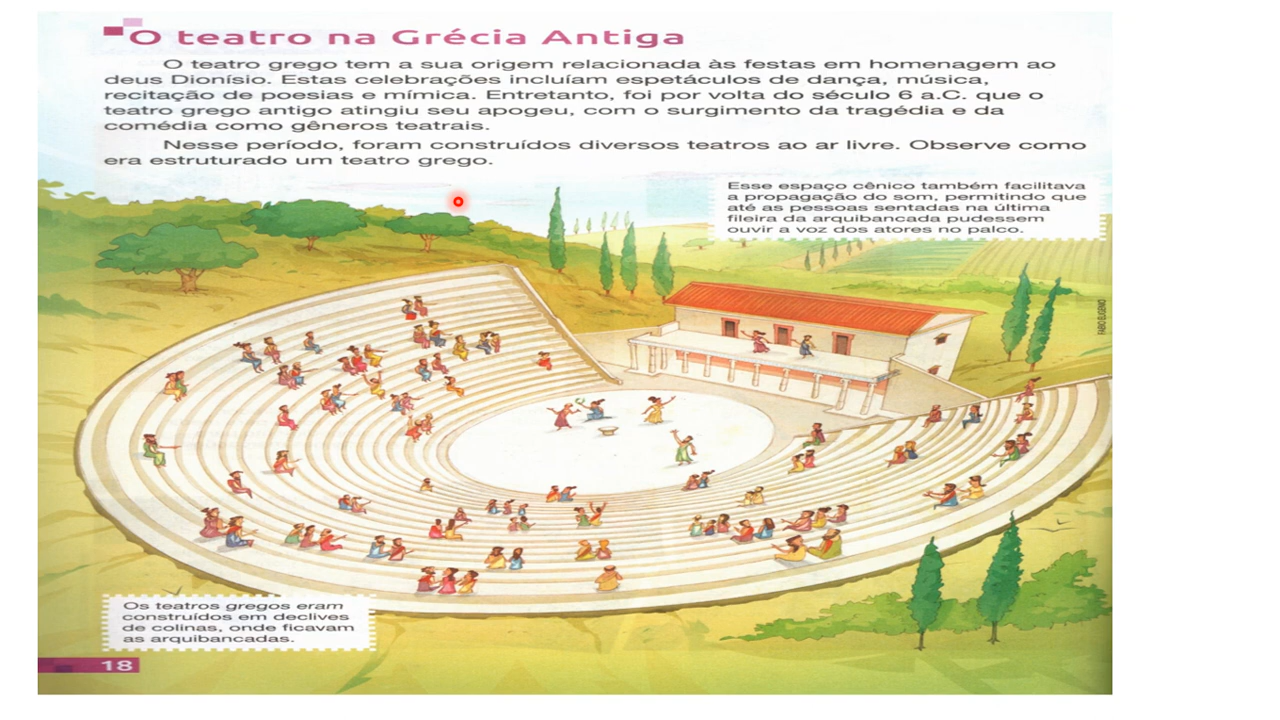 O teatro na Grécia Antiga
O teatro grego tem a sua origem relacionada às festas em homenagem ao
deus Dionísio. Estas celebrações incluíam espetáculos de dança, música,
recitação de poesias e mímica. Entretanto, foi por volta do século 6 a.C. que o
teatro grego antigo atingiu seu apogeu, com o surgimento da tragédia e da
comédia como gêneros teatrais.
Nesse período, foram construídos diversos teatros ao ar livre. Observe como
era estruturado um teatro grego.
Esse espaço cênico também facilitava
a propagação do som, permitindo que
até as pessoas sentadas na última
fileira da arquibancada pudessem
ouvir a voz dos atores no palco.
Os teatros gregos eram
construídos em declives
de colinas, onde ficavam
as arquibancadas.
18